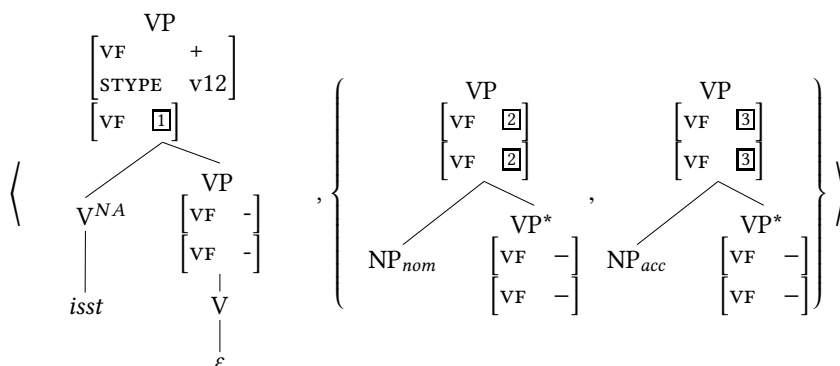 VP
[VF +
STYPE v12]
VP VP
[VF 1] [VF 2] [VF 3]
[VF 2] [VF 3]
⟨ VP , { , } ⟩
V^NA [VF -] VP* VP*
[VF -] NP_nom [VF –] NP_acc [VF –]
[VF –] [VF –]
isst V
ε